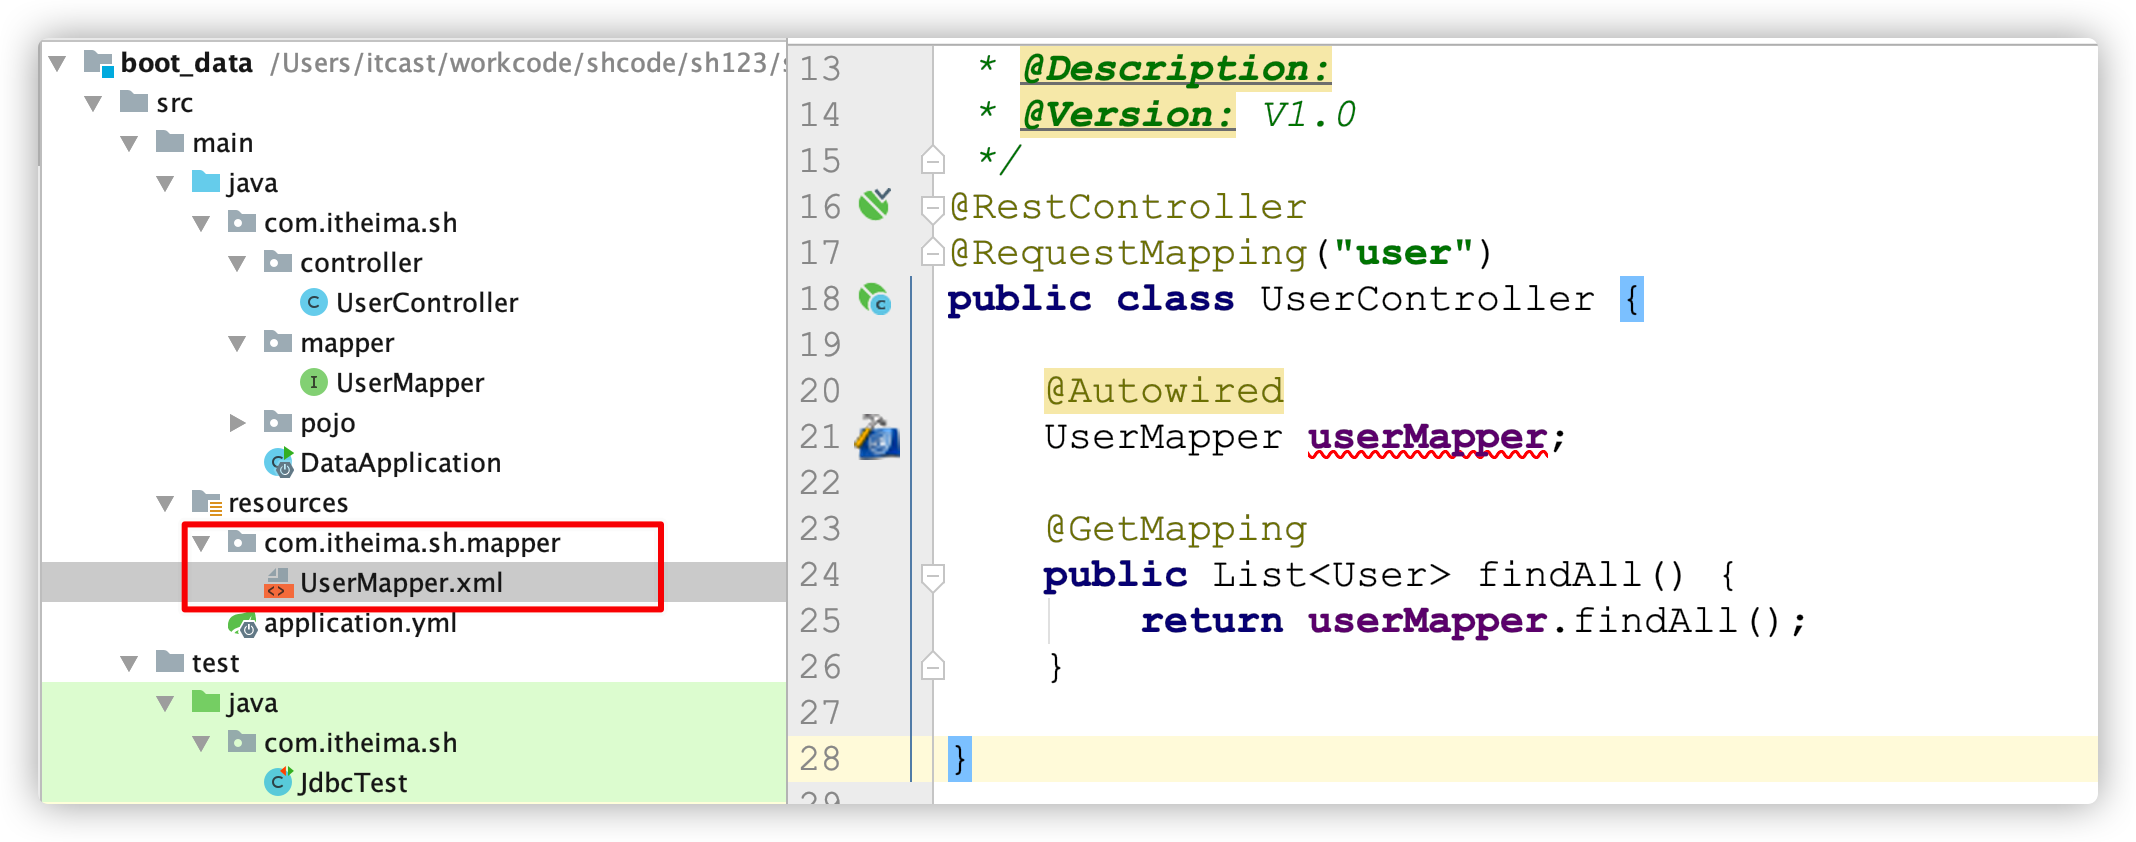 boot_data /Users/itcast/workcode/shcode/sh123/
src
main
java
com.itheima.sh
controller
UserController
mapper
UserMapper
pojo
DataApplication
resources
com.itheima.sh.mapper
UserMapper.xml
application.yml
test
java
com.itheima.sh
JdbcTest
13 * @Description:
14 * @Version: V1.0
15 */
16 @RestController
17 @RequestMapping("user")
18 public class UserController {
19
20 @Autowired
21 UserMapper userMapper;
22
23 @GetMapping
24 public List<User> findAll() {
25 return userMapper.findAll();
26 }
27
28 }
29